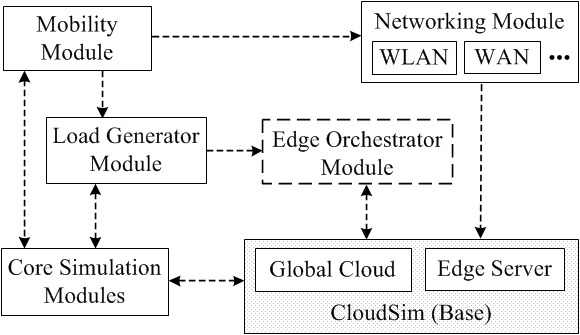 Mobility
Module
Networking Module
WLAN
WAN
•••
Load Generator
Module
Edge Orchestrator
Module
Core Simulation
Modules
Global Cloud
Edge Server
CloudSim (Base)